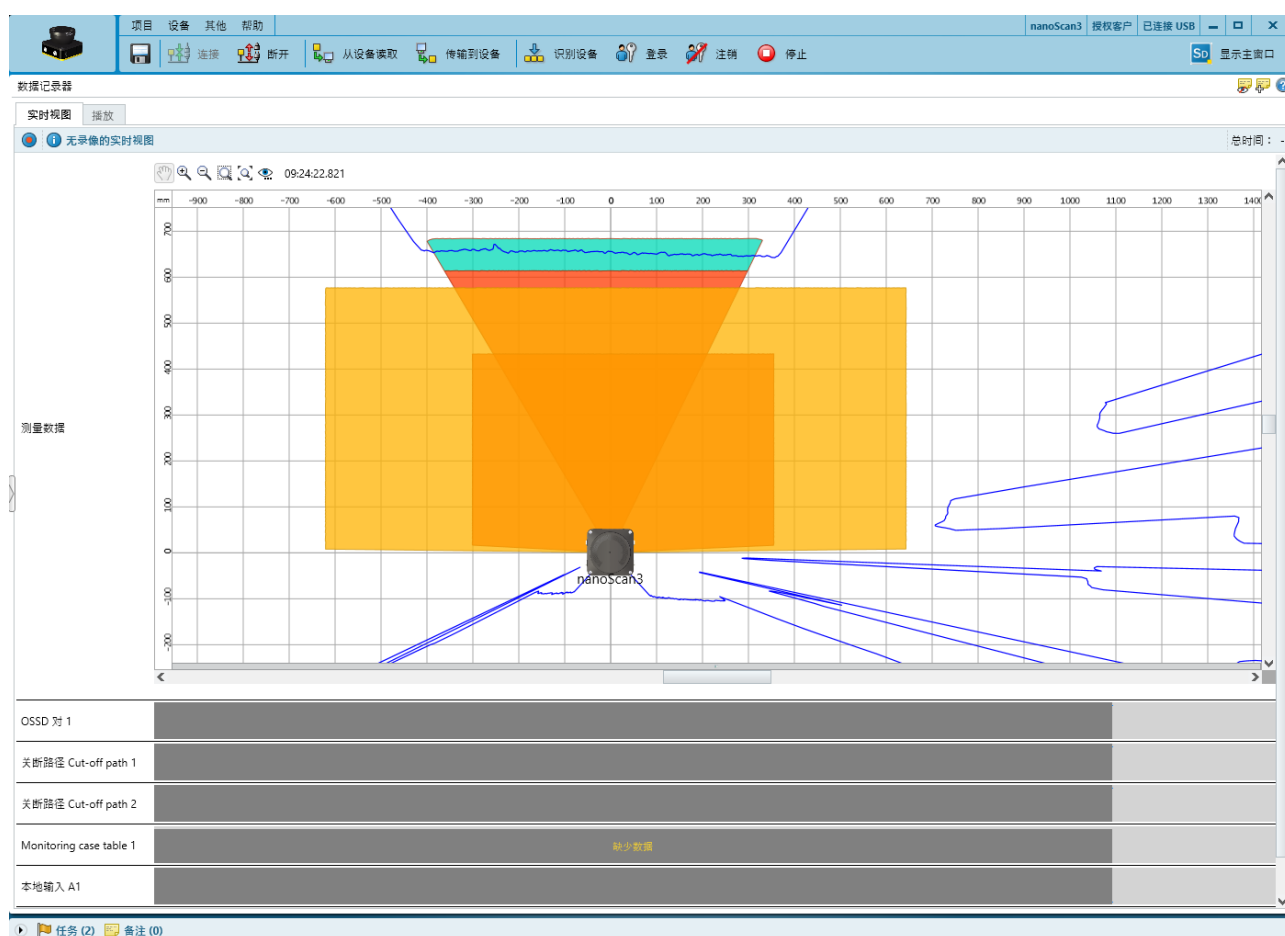 项目 设备 其他 帮助 nanoScan3 授权客户 已连接 USB
连接 断开 从设备读取 传输到设备 识别设备 登录 注销 停止 SD 显示主窗口
数据记录器
实时视图 播放
无录像的实时视图 总时间： -
09:24:22.821
mm -900 -800 -700 -600 -500 -400 -300 -200 -100 0 100 200 300 400 500 600 700 800 900 1000 1100 1200 1300 1400
700
600
500
400
300
测量数据
200
100
0
nanoScan3
-100
-200
OSSD 对 1
关断路径 Cut-off path 1
关断路径 Cut-off path 2
Monitoring case table 1 缺少数据
本地输入 A1
任务 (2) 备注 (0)